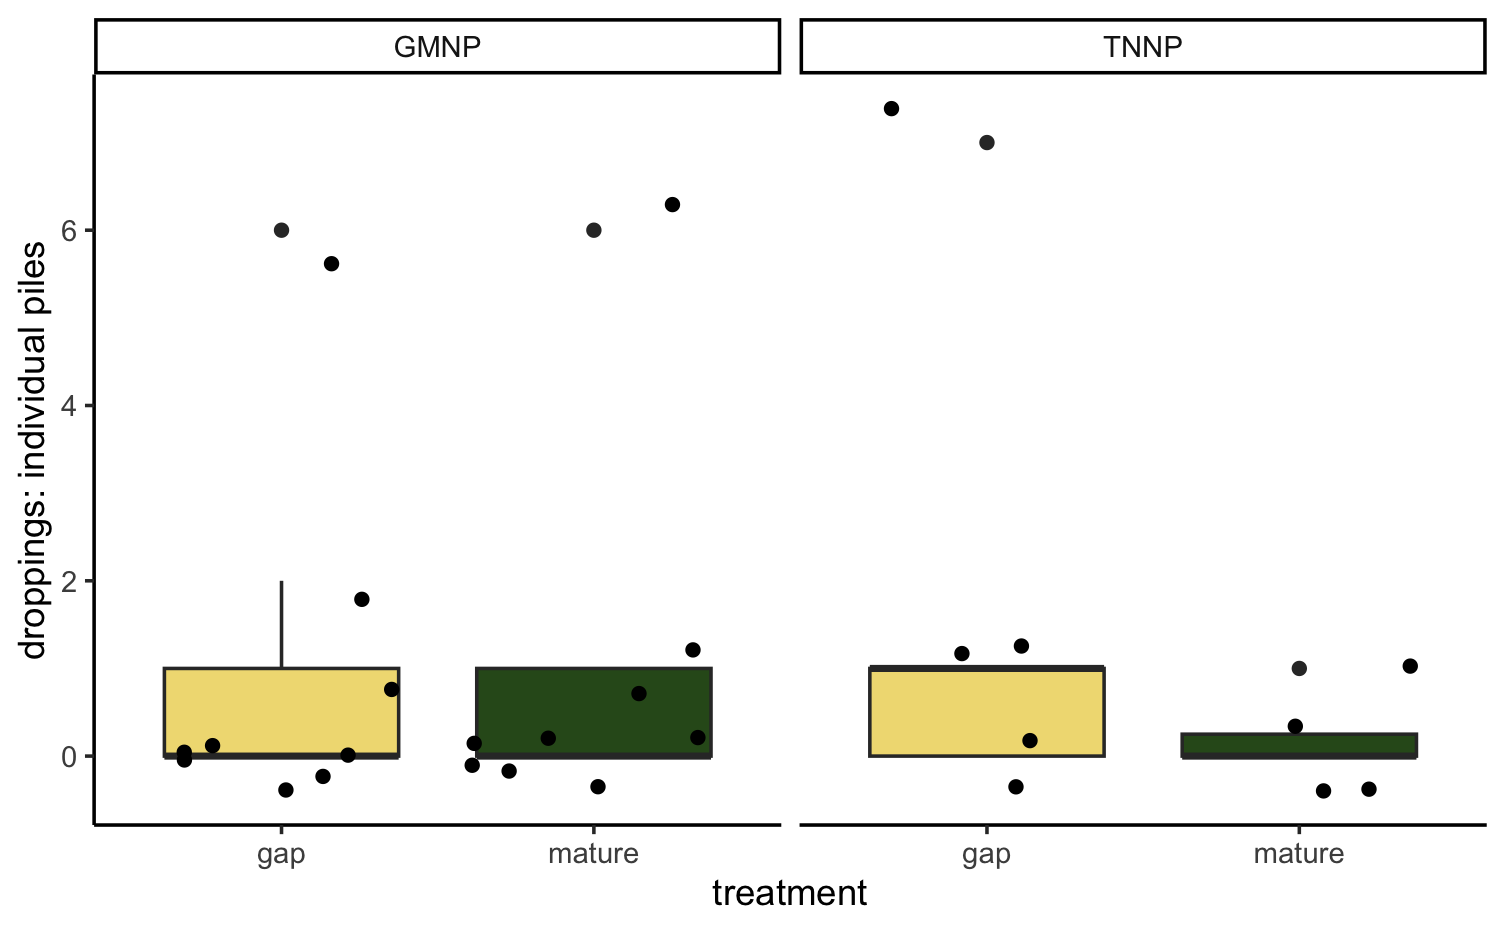 GMNP
TNNP
droppings: individual piles
6
4
2
0
gap
mature
gap
mature
treatment